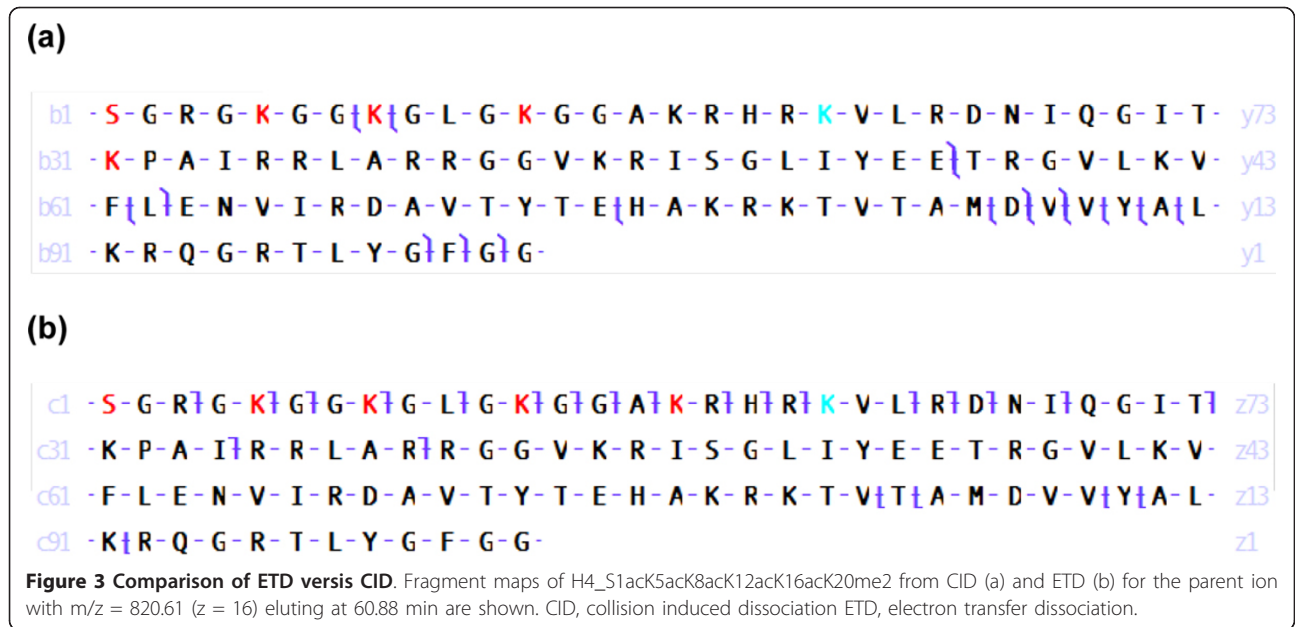 (a)
b1 -S-G-R-G-K-G-G-K-G-L-G-K-G-G-A-K-R-H-R-K-V-L-R-D-N-I-Q-G-I-T- y73
b31 -K-P-A-I-R-R-L-A-R-R-G-G-V-K-R-I-S-G-L-I-Y-E-E-T-R-G-V-L-K-V- y43
b61 -F-L-E-N-V-I-R-D-A-V-T-Y-T-E-H-A-K-R-K-T-V-T-A-M-D-V-V-Y-A-L- y13
b91 -K-R-Q-G-R-T-L-Y-G-F-G-G- y1
(b)
c1 -S-G-R-G-K-G-G-K-G-L-G-K-G-G-A-K-R-H-R-K-V-L-R-D-N-I-Q-G-I-T z73
c31 -K-P-A-I-R-R-L-A-R-R-G-G-V-K-R-I-S-G-L-I-Y-E-E-T-R-G-V-L-K-V- z43
c61 -F-L-E-N-V-I-R-D-A-V-T-Y-T-E-H-A-K-R-K-T-V-T-A-M-D-V-V-Y-A-L- z13
c91 -K-R-Q-G-R-T-L-Y-G-F-G-G- z1
Figure 3 Comparison of ETD versus CID. Fragment maps of H4_S1acK5acK8acK12acK16acK20me2 from CID (a) and ETD (b) for the parent ion
with m/z = 820.61 (z = 16) eluting at 60.88 min are shown. CID, collision induced dissociation ETD, electron transfer dissociation.